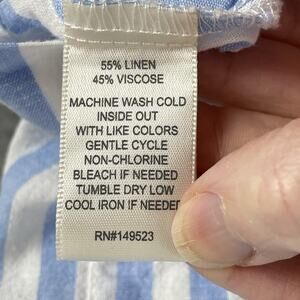 55% LINEN
45% VISCOSE
MACHINE WASH COLD
INSIDE OUT
WITH LIKE COLORS
GENTLE CYCLE
NON-CHLORINE
BLEACH IF NEEDED
TUMBLE DRY LOW
COOL IRON IF NEEDED
RN#149523